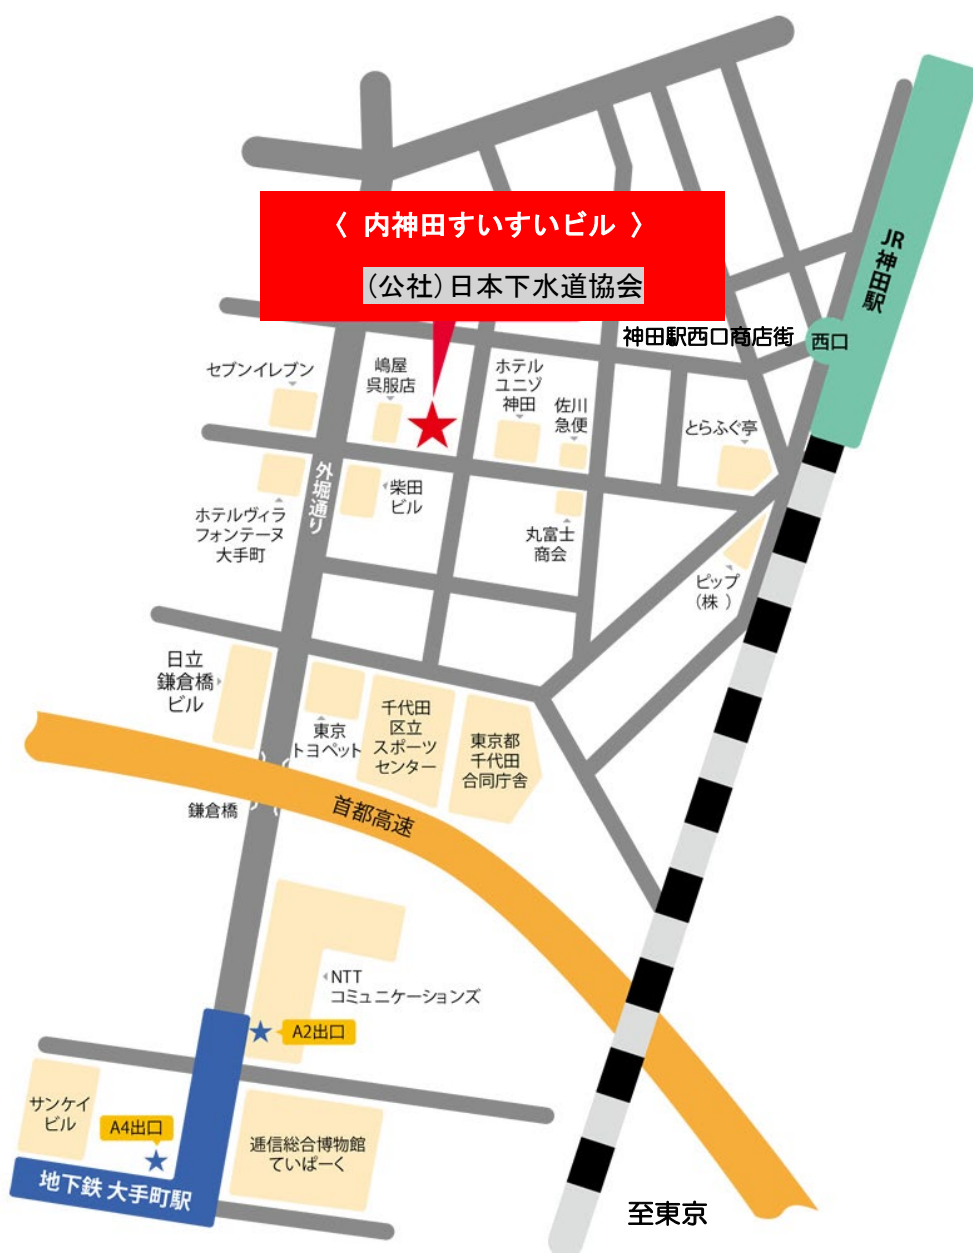 〈 内神田すいすいビル 〉
(公社)日本下水道協会
JR神田駅
神田駅西口商店街
西口
セブンイレブン
嶋屋
呉服店
ホテル
ユニゾ
神田
佐川
急便
とらふぐ亭
外堀通り
柴田
ビル
ホテルヴィラ
フォンテーヌ
大手町
丸富士
商会
ピップ
(株 )
日立
鎌倉橋
ビル
東京
トヨペット
千代田
区立
スポーツ
センター
東京都
千代田
合同庁舎
鎌倉橋
首都高速
NTT
コミュニケーションズ
A2出口
サンケイ
ビル
A4出口
逓信総合博物館
ていぱーく
地下鉄 大手町駅
至東京